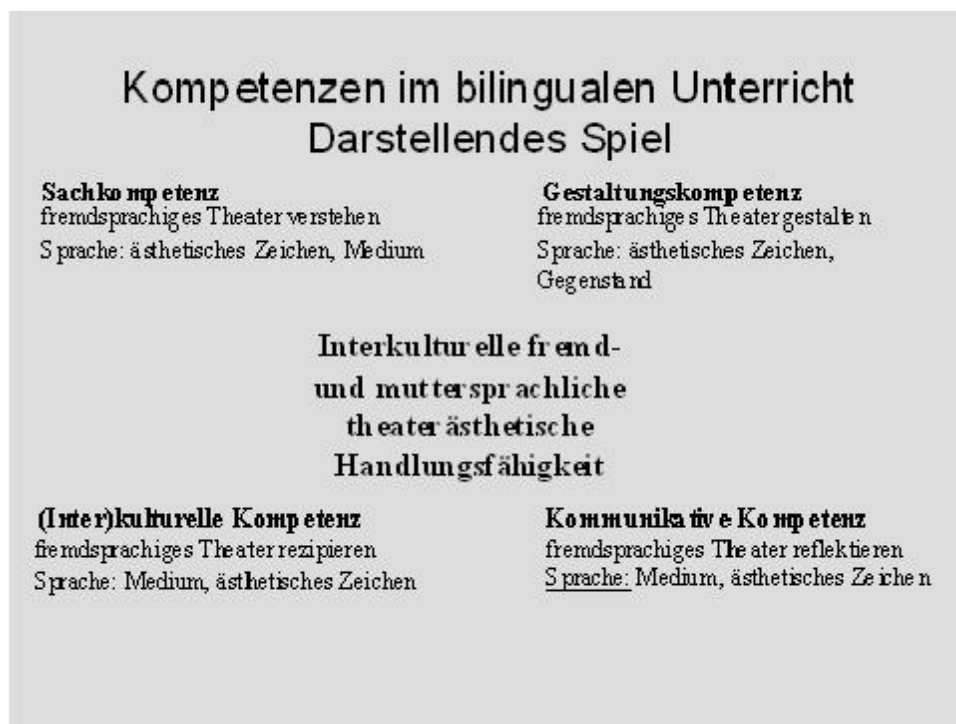 Kompetenzen im bilingualen Unterricht
Darstellendes Spiel
Sachkompetenz
fremdsprachiges Theater verstehen
Sprache: ästhetisches Zeichen, Medium
Gestaltungskompetenz
fremdsprachiges Theater gestalten
Sprache: ästhetisches Zeichen,
Gegenstand
Interkulturelle fremd-
und muttersprachliche
theaterästhetische
Handlungsfähigkeit
(Inter)kulturelle Kompetenz
fremdsprachiges Theater rezipieren
Sprache: Medium, ästhetisches Zeichen
Kommunikative Kompetenz
fremdsprachiges Theater reflektieren
Sprache: Medium, ästhetisches Zeichen